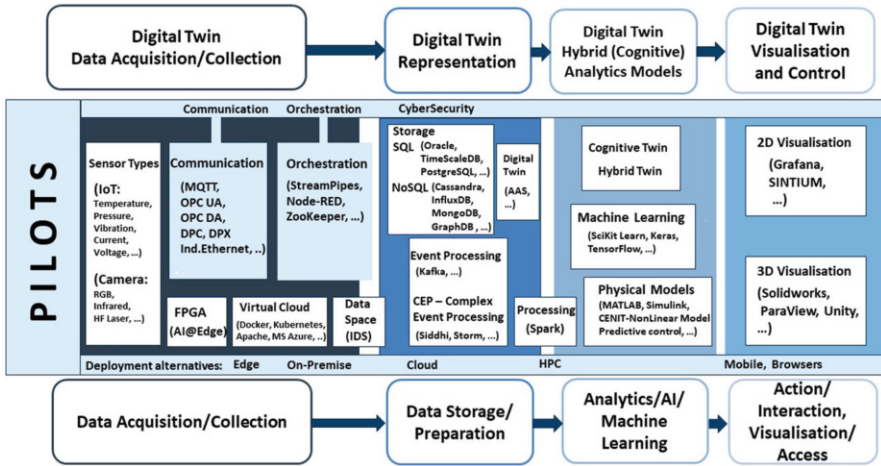 Digital Twin
Data Acquisition/Collection
Digital Twin
Representation
Digital Twin
Hybrid (Cognitive)
Analytics Models
Digital Twin
Visualisation
and Control
PILOTS
Communication
Orchestration
CyberSecurity
Sensor Types
(IoT:
Temperature,
Pressure,
Vibration,
Current,
Voltage, ...)
(Camera:
RGB,
Infrared,
HF Laser, ...)
Communication
(MQTT,
OPC UA,
OPC DA,
DPC, DPX
Ind.Ethernet, ..)
Orchestration
(StreamPipes,
Node-RED,
ZooKeeper, ...)
FPGA
(AI@Edge)
Virtual Cloud
(Docker, Kubernetes,
Apache, MS Azure, ..)
Data
Space
(IDS)
Storage
SQL (Oracle,
TimeScaleDB,
PostgreSQL, ...)
NoSQL (Cassandra,
InfluxDB,
MongoDB,
GraphDB , ...)
Digital
Twin
(AAS,
...)
Event Processing
(Kafka, ...)
CEP – Complex
Event Processing
(Siddhi, Storm, ...)
Processing
(Spark)
Cognitive Twin
Hybrid Twin
Machine Learning
(SciKit Learn, Keras,
TensorFlow, ...)
Physical Models
(MATLAB, Simulink,
CENIIT-NonLinear Model
Predictive control, ...)
2D Visualisation
(Grafana,
SINTIUM,
...)
3D Visualisation
(Solidworks,
ParaView, Unity,
...)
Deployment alternatives: Edge On-Premise Cloud HPC Mobile, Browsers
Data Acquisition/Collection
Data Storage/
Preparation
Analytics/AI/
Machine
Learning
Action/
Interaction,
Visualisation/
Access